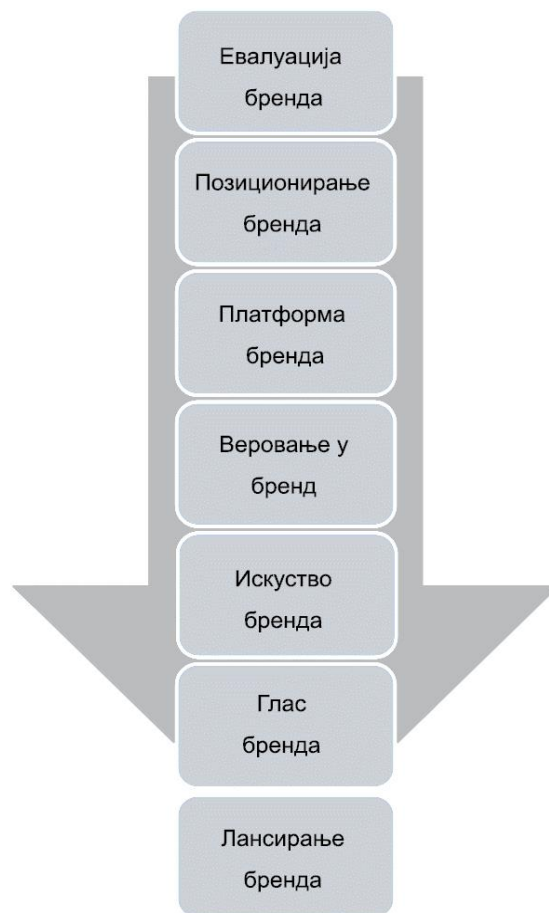 Евалуација
бренда
Позиционирање
бренда
Платформа
бренда
Веровање у
бренд
Искуство
бренда
Глас
бренда
Лансирање
бренда